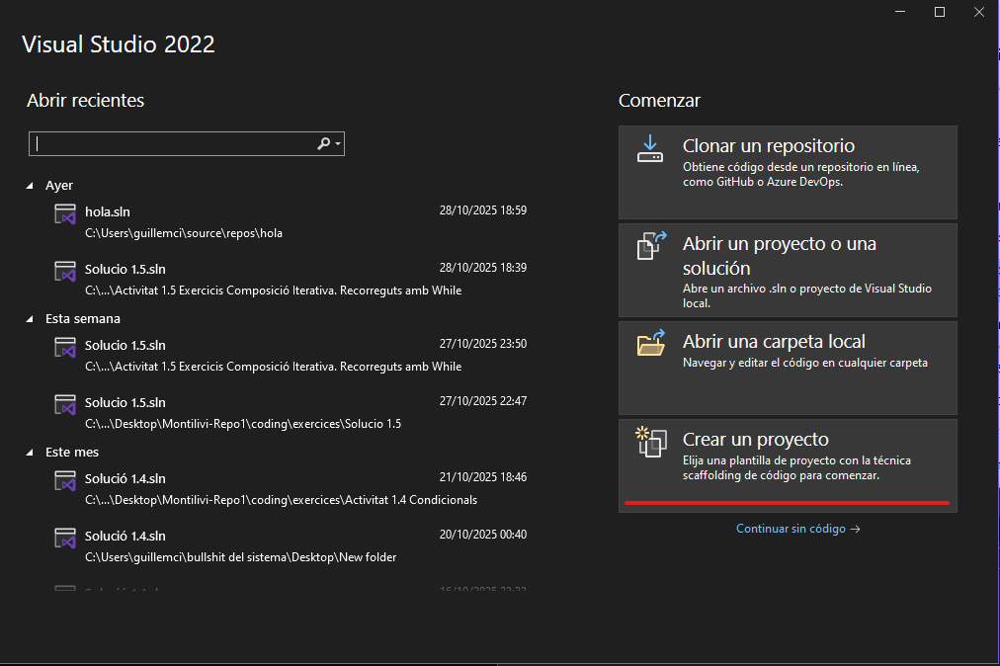 Visual Studio 2022
Abrir recientes
Ayer
hola.sln 28/10/2025 18:59
C:\Users\guillemci\source\repos\hola
Solucio 1.5.sln 28/10/2025 18:39
C:\...\Activitat 1.5 Exercicis Composició Iterativa. Recorreguts amb While
Esta semana
Solucio 1.5.sln 27/10/2025 23:50
C:\...\Activitat 1.5 Exercicis Composició Iterativa. Recorreguts amb While
Solucio 1.5.sln 27/10/2025 22:47
C:\...\Desktop\Montilivi-Repo1\coding\exercices\Solucio 1.5
Este mes
Solució 1.4.sln 21/10/2025 18:46
C:\...\Desktop\Montilivi-Repo1\coding\exercices\Activitat 1.4 Condicionals
Solució 1.4.sln 20/10/2025 00:40
C:\Users\guillemci\bullshit del sistema\Desktop\New folder
Comenzar
Clonar un repositorio
Obtiene código desde un repositorio en línea,
como GitHub o Azure DevOps.
Abrir un proyecto o una
solución
Abre un archivo .sln o proyecto de Visual Studio
local.
Abrir una carpeta local
Navegar y editar el código en cualquier carpeta
Crear un proyecto
Elija una plantilla de proyecto con la técnica
scaffolding de código para comenzar.
Continuar sin código →